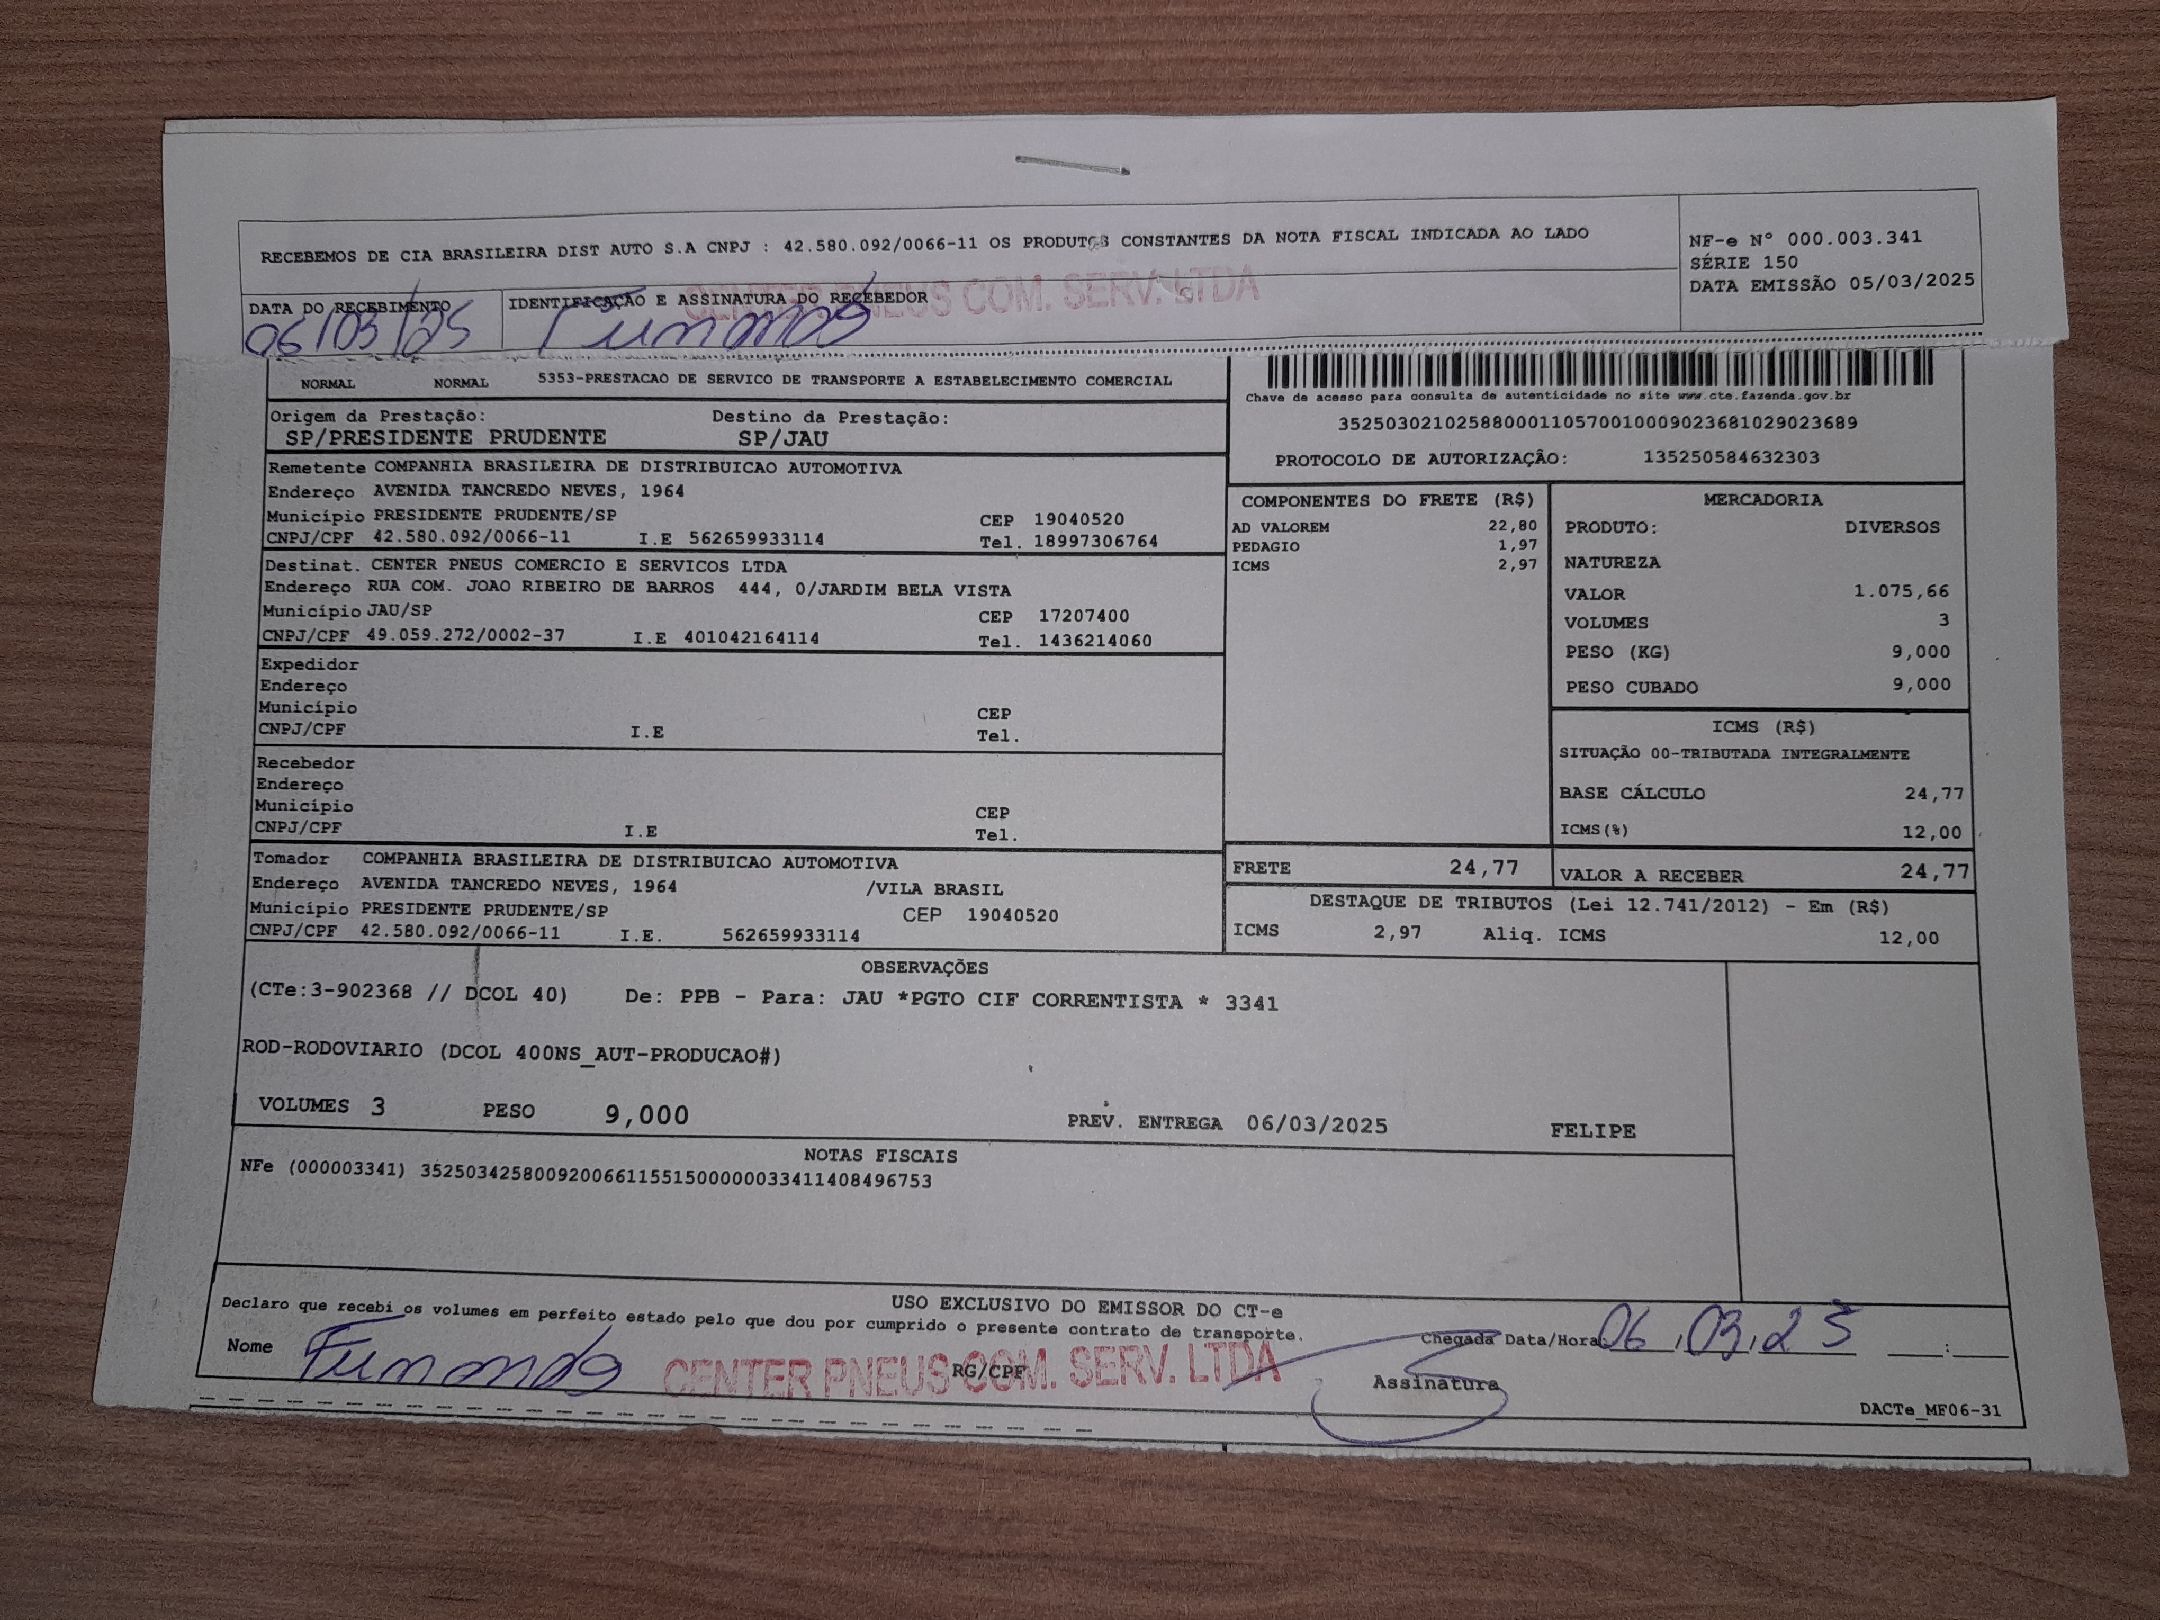 RECEBEMOS DE CIA BRASILEIRA DIST AUTO S.A CNPJ : 42.580.092/0066-11 OS PRODUTOS CONSTANTES DA NOTA FISCAL INDICADA AO LADO
NF-e Nº 000.003.341
SÉRIE 150
DATA EMISSÃO 05/03/2025
DATA DO RECEBIMENTO
06/03/25
IDENTIFICAÇÃO E ASSINATURA DO RECEBEDOR
CENTER PNEUS COM. SERV. LTDA
NORMAL NORMAL 5353-PRESTACAO DE SERVICO DE TRANSPORTE A ESTABELECIMENTO COMERCIAL
Chave de acesso para consulta de autenticidade no site www.cte.fazenda.gov.br
35250302102588000110570010009023681029023689
PROTOCOLO DE AUTORIZAÇÃO: 135250584632303
Origem da Prestação: Destino da Prestação:
SP/PRESIDENTE PRUDENTE SP/JAU
Remetente COMPANHIA BRASILEIRA DE DISTRIBUICAO AUTOMOTIVA
Endereço AVENIDA TANCREDO NEVES, 1964
Município PRESIDENTE PRUDENTE/SP CEP 19040520
CNPJ/CPF 42.580.092/0066-11 I.E 562659933114 Tel. 18997306764
Destinat. CENTER PNEUS COMERCIO E SERVICOS LTDA
Endereço RUA COM. JOAO RIBEIRO DE BARROS 444, 0/JARDIM BELA VISTA
Município JAU/SP CEP 17207400
CNPJ/CPF 49.059.272/0002-37 I.E 401042164114 Tel. 1436214060
Expedidor
Endereço
Município CEP
CNPJ/CPF I.E Tel.
Recebedor
Endereço
Município CEP
CNPJ/CPF I.E Tel.
Tomador COMPANHIA BRASILEIRA DE DISTRIBUICAO AUTOMOTIVA
Endereço AVENIDA TANCREDO NEVES, 1964 /VILA BRASIL
Município PRESIDENTE PRUDENTE/SP CEP 19040520
CNPJ/CPF 42.580.092/0066-11 I.E. 562659933114
COMPONENTES DO FRETE (R$)
AD VALOREM 22,80
PEDAGIO 1,97
ICMS 2,97
MERCADORIA
PRODUTO: DIVERSOS
NATUREZA
VALOR 1.075,66
VOLUMES 3
PESO (KG) 9,000
PESO CUBADO 9,000
ICMS (R$)
SITUAÇÃO 00-TRIBUTADA INTEGRALMENTE
BASE CÁLCULO 24,77
ICMS(%) 12,00
FRETE 24,77 VALOR A RECEBER 24,77
DESTAQUE DE TRIBUTOS (Lei 12.741/2012) - Em (R$)
ICMS 2,97 Aliq. ICMS 12,00
OBSERVAÇÕES
(CTe:3-902368 // DCOL 40) De: PPB - Para: JAU *PGTO CIF CORRENTISTA * 3341
ROD-RODOVIARIO (DCOL 400NS_AUT-PRODUCAO#)
VOLUMES 3 PESO 9,000 PREV. ENTREGA 06/03/2025 FELIPE
NOTAS FISCAIS
NFe (000003341) 35250342580092006611551500000033411408496753
USO EXCLUSIVO DO EMISSOR DO CT-e
Declaro que recebi os volumes em perfeito estado pelo que dou por cumprido o presente contrato de transporte.
Chegada Data/Hora 06,03,25 :
Nome RG/CPF Assinatura
CENTER PNEUS COM. SERV. LTDA
DACTe_MF06-31